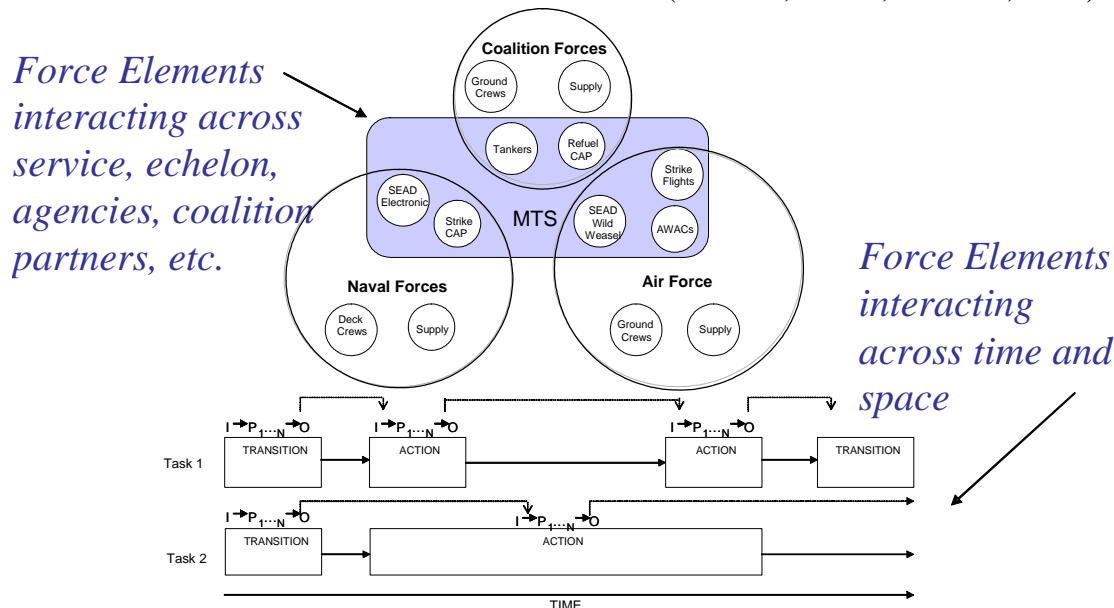 Coalition Forces
Force Elements
interacting across
service, echelon,
agencies, coalition
partners, etc.
Ground
Crews
Supply
Tankers
Refuel
CAP
SEAD
Electronic
Strike
CAP
MTS
SEAD
Wild
Weasel
Strike
Flights
AWACs
Naval Forces
Deck
Crews
Supply
Air Force
Ground
Crews
Supply
Force Elements
interacting
across time and
space
I P1...N O
I P1...N O
I P1...N O
Task 1
TRANSITION
ACTION
ACTION
TRANSITION
I P1...N O
I P1...N O
Task 2
TRANSITION
ACTION
TIME